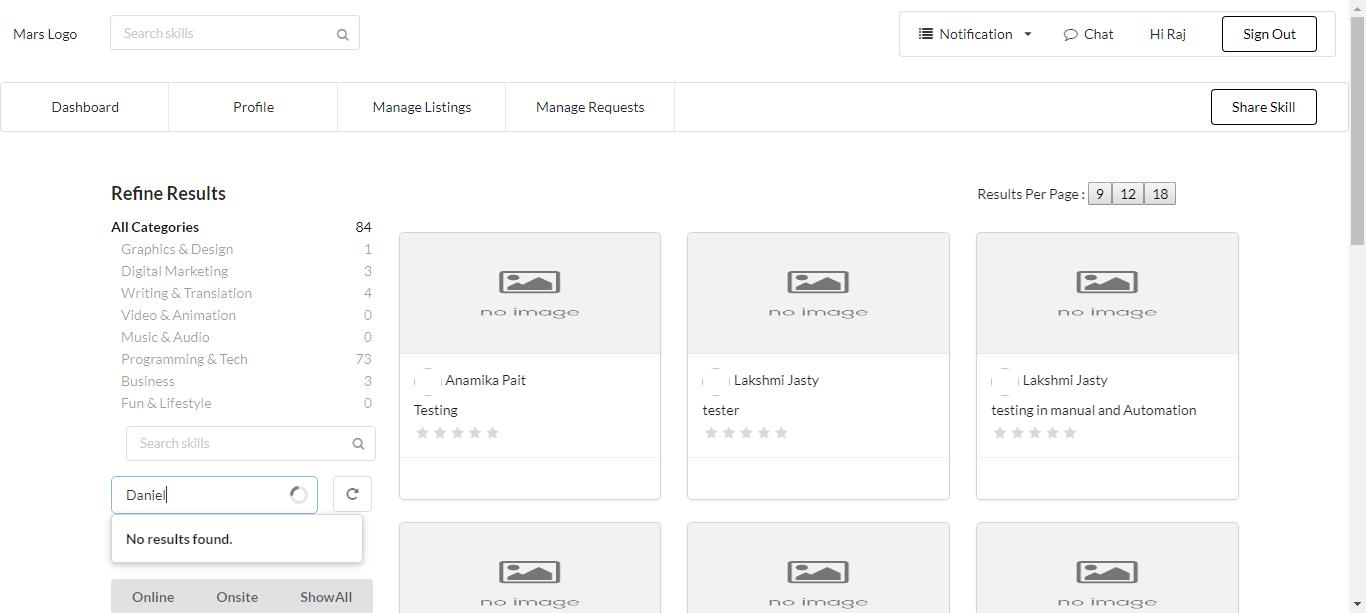 Mars Logo
Search skills
Notification
Chat
Hi Raj
Sign Out
Dashboard
Profile
Manage Listings
Manage Requests
Share Skill
Refine Results
All Categories 84
Graphics & Design 1
Digital Marketing 3
Writing & Translation 4
Video & Animation 0
Music & Audio 0
Programming & Tech 73
Business 3
Fun & Lifestyle 0
Search skills
Daniel
No results found.
Online
Onsite
ShowAll
Results Per Page : 9 12 18
no image
Anamika Pait
Testing
no image
Lakshmi Jasty
tester
no image
Lakshmi Jasty
testing in manual and Automation
no image
no image
no image